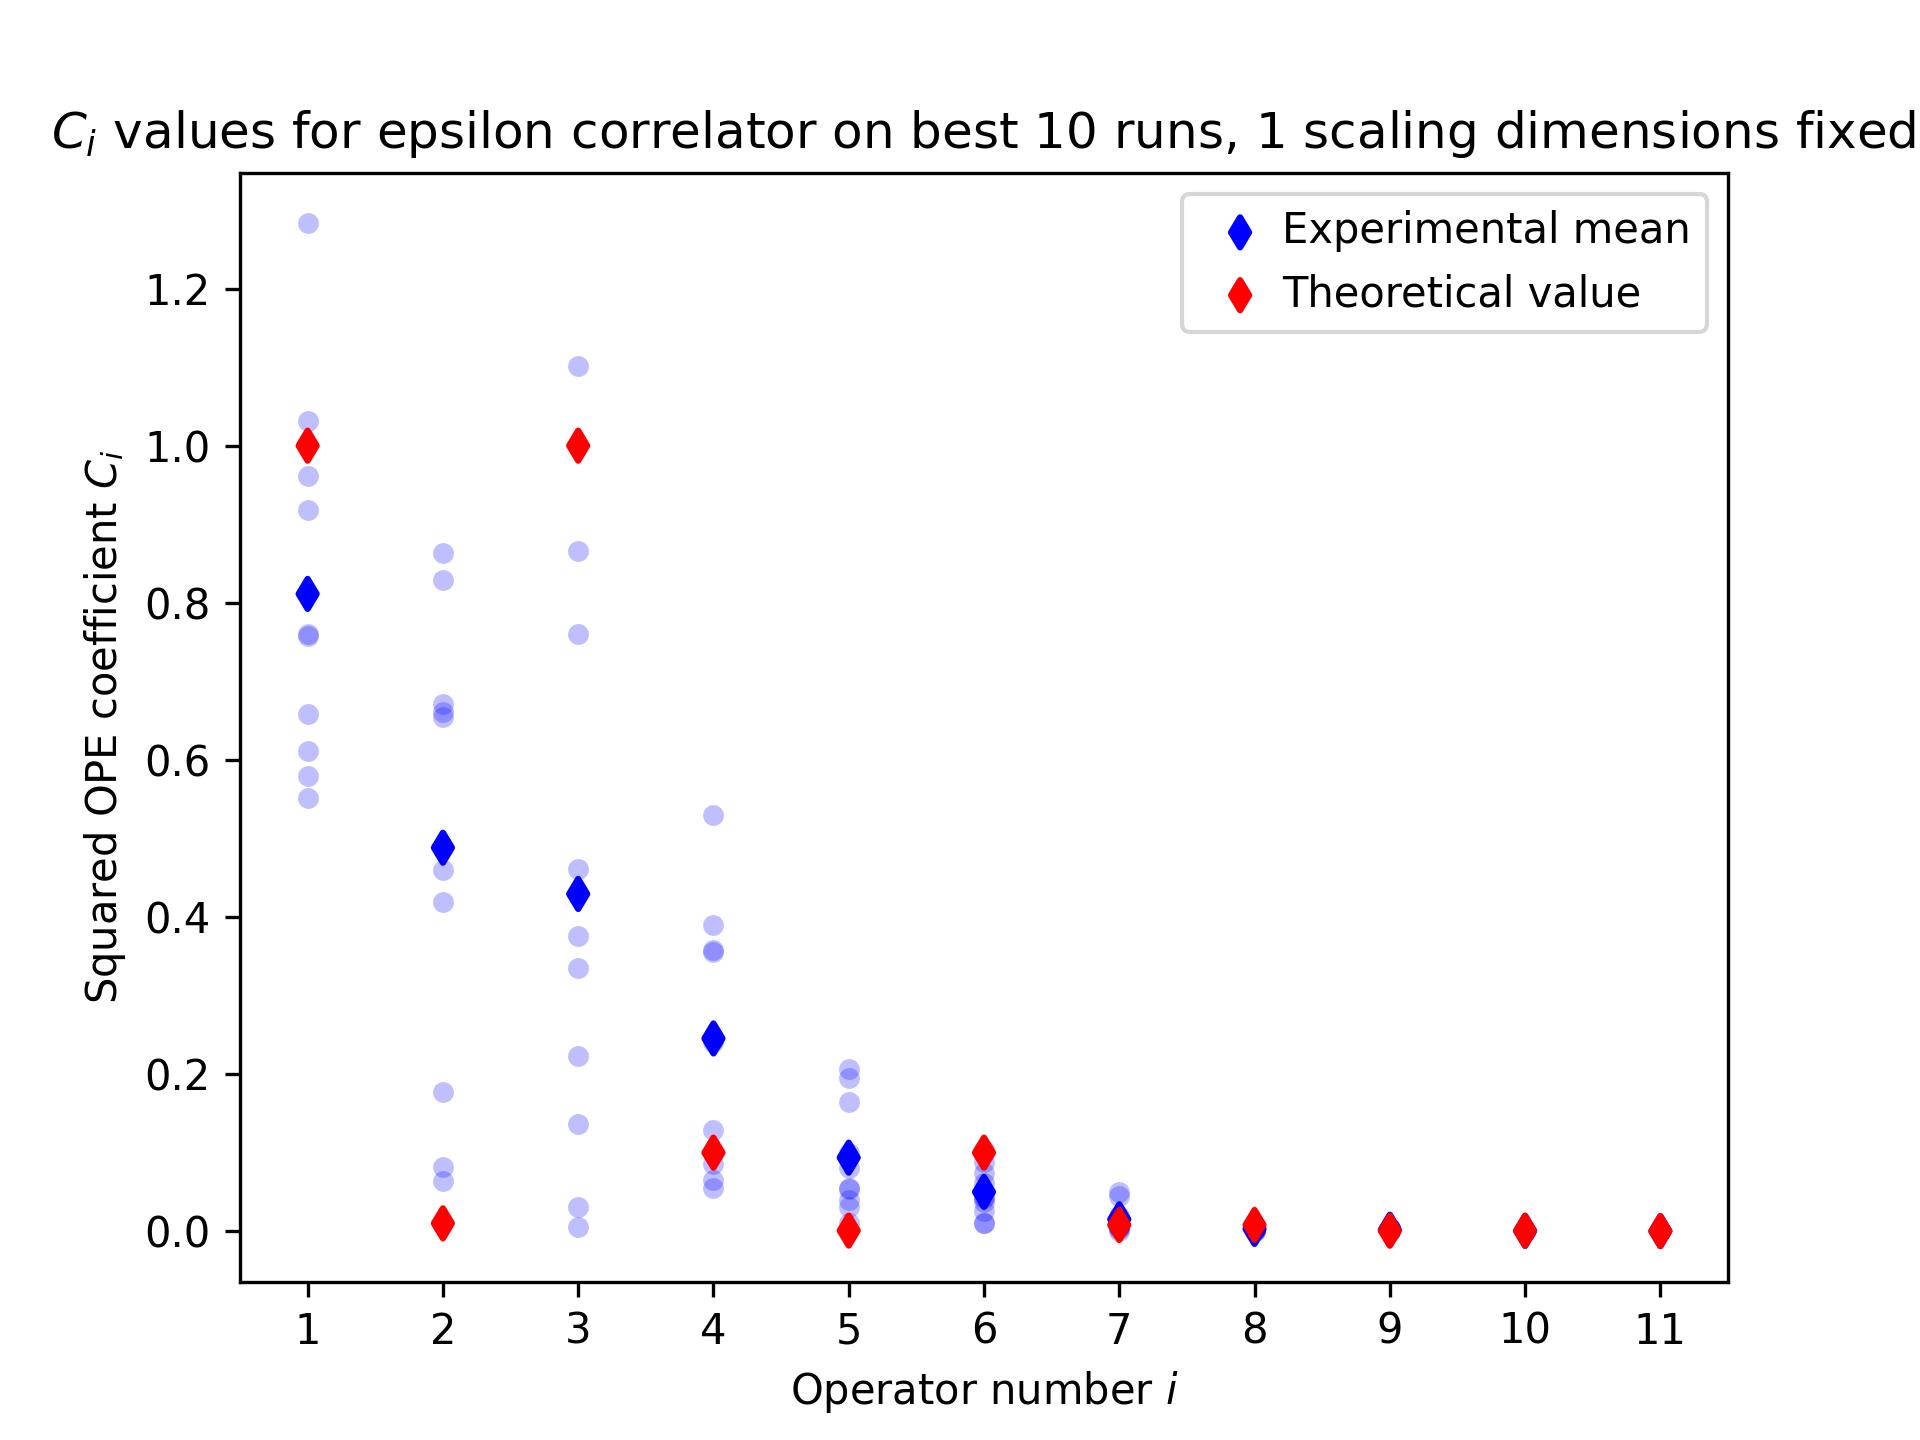 Cᵢ values for epsilon correlator on best 10 runs, 1 scaling dimensions fixed
Experimental mean
Theoretical value
Squared OPE coefficient Cᵢ
1.2
1.0
0.8
0.6
0.4
0.2
0.0
1 2 3 4 5 6 7 8 9 10 11
Operator number i